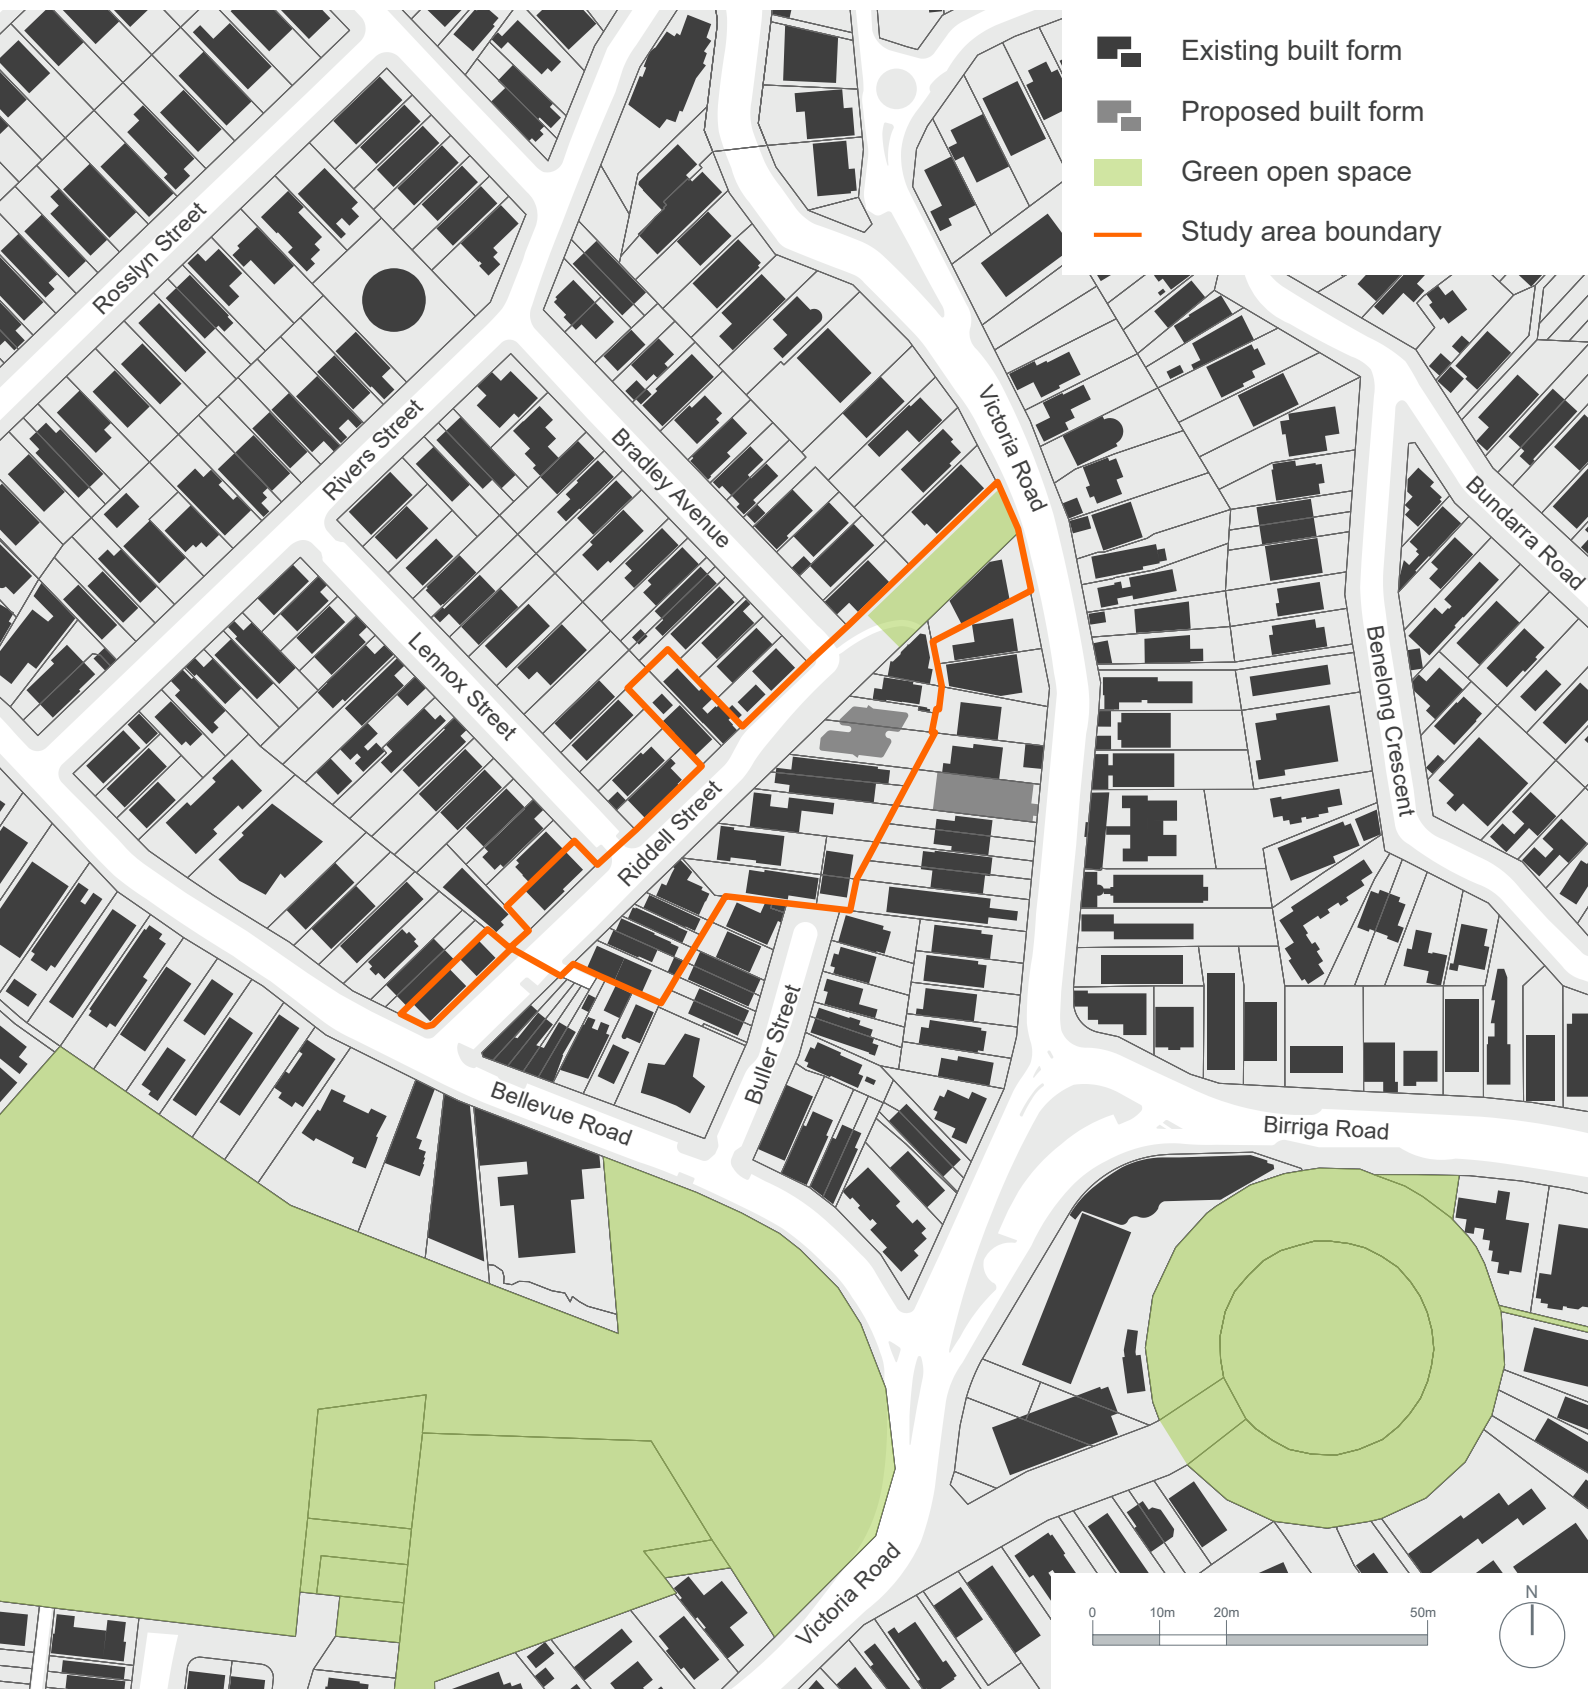 Existing built form
Proposed built form
Green open space
Study area boundary
Rosslyn Street
Rivers Street
Bradley Avenue
Victoria Road
Bundarra Road
Lennox Street
Benelong Crescent
Riddell Street
Buller Street
Bellevue Road
Birriga Road
Victoria Road
0 10m 20m 50m
N